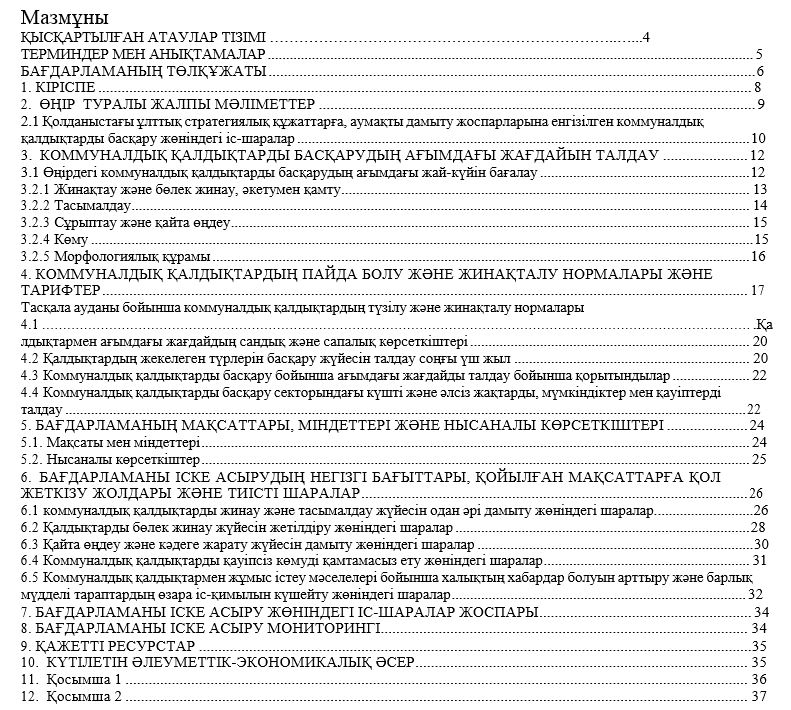 Мазмұны
ҚЫСҚАРТЫЛҒАН АТАУЛАР ТІЗІМІ ……………………………………………………………..…….4
ТЕРМИНДЕР МЕН АНЫҚТАМАЛАР ........................................ 5
БАҒДАРЛАМАНЫҢ ТӨЛҚҰЖАТЫ ........................................ 6
1. КІРІСПЕ ........................................ 8
2. ӨҢІР ТУРАЛЫ ЖАЛПЫ МӘЛІМЕТТЕР ........................................ 9
2.1 Қолданыстағы ұлттық стратегиялық құжаттарға, аумақты дамыту жоспарларына енгізілген коммуналдық
қалдықтарды басқару жөніндегі іс-шаралар ........................................ 10
3. КОММУНАЛДЫҚ ҚАЛДЫҚТАРДЫ БАСҚАРУДЫҢ АҒЫМДАҒЫ ЖАҒДАЙЫН ТАЛДАУ .................... 12
3.1 Өңірдегі коммуналдық қалдықтарды басқарудың ағымдағы жай-күйін бағалау .................... 12
3.2.1 Жинақтау және бөлек жинау, әкетумен қамту........................................ 13
3.2.2 Тасымалдау ........................................ 14
3.2.3 Сұрыптау және қайта өңдеу........................................ 15
3.2.4 Көму ........................................15
3.2.5 Морфологиялық құрамы ........................................ 16
4. КОММУНАЛДЫҚ ҚАЛДЫҚТАРДЫҢ ПАЙДА БОЛУ ЖӘНЕ ЖИНАҚТАЛУ НОРМАЛАРЫ ЖӘНЕ
ТАРИФТЕР ........................................ 17
Тасқала ауданы бойынша коммуналдық қалдықтардың түзілу және жинақталу нормалары
4.1 ………………………………………………………………………………………….Қа
лдықтармен ағымдағы жағдайдың сандық және сапалық көрсеткіштері ........................................ 20
4.2 Қалдықтардың жекелеген түрлерін басқару жүйесін талдау соңғы үш жыл .................... 20
4.3 Коммуналдық қалдықтарды басқару бойынша ағымдағы жағдайды талдау бойынша қорытындылар .................... 22
4.4 Коммуналдық қалдықтарды басқару секторындағы күшті және әлсіз жақтарды, мүмкіндіктер мен қауіптерді
талдау ........................................ 22
5. БАҒДАРЛАМАНЫҢ МАҚСАТТАРЫ, МІНДЕТТЕРІ ЖӘНЕ НЫСАНАЛЫ КӨРСЕТКІШТЕРІ .................... 24
5.1. Мақсаты мен міндеттері ........................................ 24
5.2. Нысаналы көрсеткіштер........................................ 25
6. БАҒДАРЛАМАНЫ ІСКЕ АСЫРУДЫҢ НЕГІЗГІ БАҒЫТТАРЫ, ҚОЙЫЛҒАН МАҚСАТТАРҒА ҚОЛ
ЖЕТКІЗУ ЖОЛДАРЫ ЖӘНЕ ТИІСТІ ШАРАЛАР........................................ 26
6.1 коммуналдық қалдықтарды жинау және тасымалдау жүйесін одан әрі дамыту жөніндегі шаралар....................26
6.2 Қалдықтарды бөлек жинау жүйесін жетілдіру жөніндегі шаралар ........................................ 28
6.3 Қайта өңдеу және кәдеге жарату жүйесін дамыту жөніндегі шаралар ........................................ 30
6.4 Коммуналдық қалдықтарды қауіпсіз көмуді қамтамасыз ету жөніндегі шаралар.................... 31
6.5 Коммуналдық қалдықтармен жұмыс істеу мәселелері бойынша халықтың хабардар болуын арттыру және барлық
мүдделі тараптардың өзара іс-қимылын күшейту жөніндегі шаралар........................................ 32
7. БАҒДАРЛАМАНЫ ІСКЕ АСЫРУ ЖӨНІНДЕГІ ІС-ШАРАЛАР ЖОСПАРЫ........................................ 34
8. БАҒДАРЛАМАНЫ ІСКЕ АСЫРУ МОНИТОРИНГІ........................................ 34
9. ҚАЖЕТТІ РЕСУРСТАР ........................................ 35
10. КҮТІЛЕТІН ӘЛЕУМЕТТІК-ЭКОНОМИКАЛЫҚ ӘСЕР........................................ 35
11. Қосымша 1 ........................................ 36
12. Қосымша 2 ........................................ 37